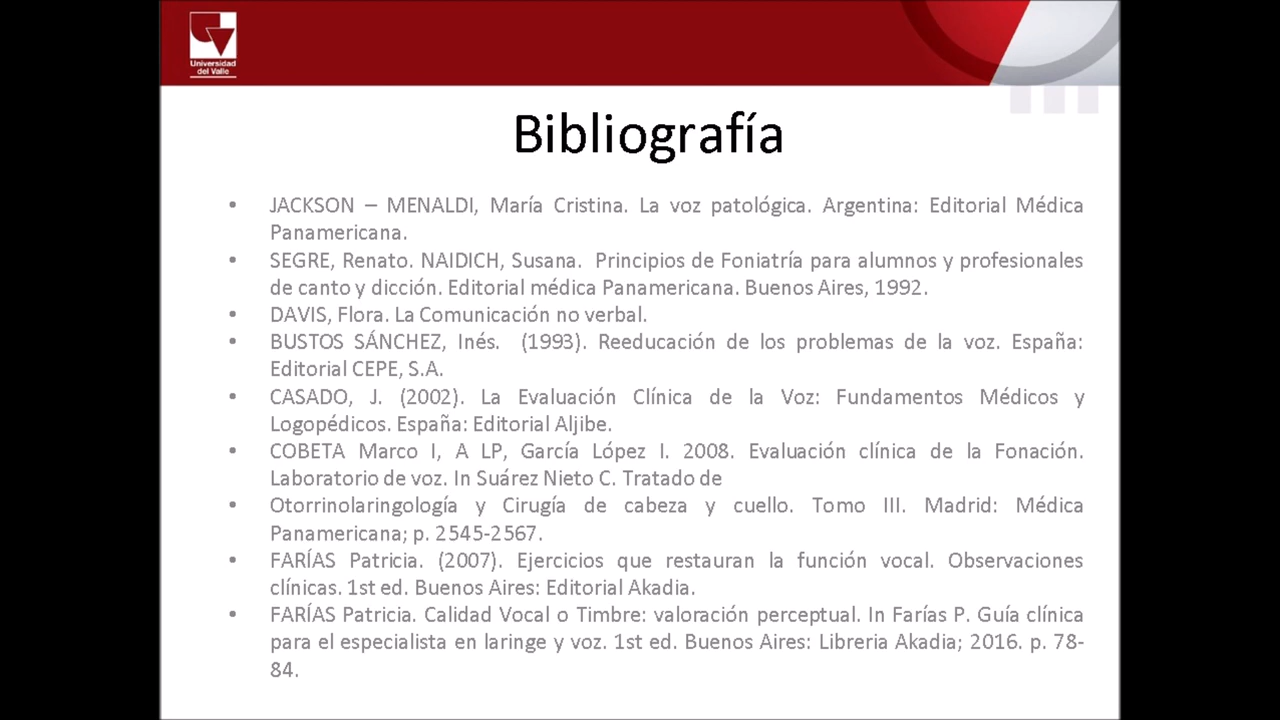 Universidad
del Valle
Bibliografía
• JACKSON – MENALDI, María Cristina. La voz patológica. Argentina: Editorial Médica
Panamericana.
• SEGRE, Renato. NAIDICH, Susana.  Principios de Foniatría para alumnos y profesionales
de canto y dicción. Editorial médica Panamericana. Buenos Aires, 1992.
• DAVIS, Flora. La Comunicación no verbal.
• BUSTOS SÁNCHEZ, Inés.  (1993). Reeducación de los problemas de la voz. España:
Editorial CEPE, S.A.
• CASADO, J. (2002). La Evaluación Clínica de la Voz: Fundamentos Médicos y
Logopédicos. España: Editorial Aljibe.
• COBETA Marco I, A LP, García López I. 2008. Evaluación clínica de la Fonación.
Laboratorio de voz. In Suárez Nieto C. Tratado de
• Otorrinolaringología y Cirugía de cabeza y cuello. Tomo III. Madrid: Médica
Panamericana; p. 2545-2567.
• FARÍAS Patricia. (2007). Ejercicios que restauran la función vocal. Observaciones
clínicas. 1st ed. Buenos Aires: Editorial Akadia.
• FARÍAS Patricia. Calidad Vocal o Timbre: valoración perceptual. In Farías P. Guía clínica
para el especialista en laringe y voz. 1st ed. Buenos Aires: Libreria Akadia; 2016. p. 78-
84.